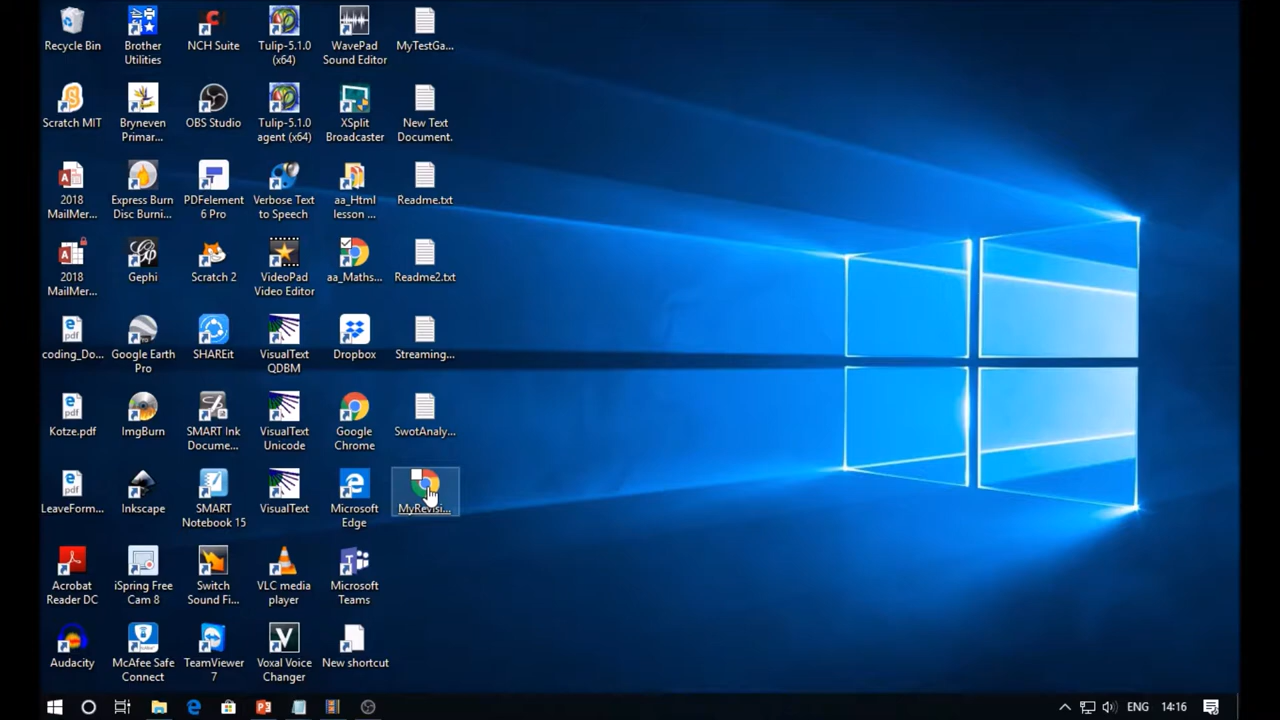 Recycle Bin
Brother
Utilities
NCH Suite
Tulip-5.1.0
(x64)
WavePad
Sound Editor
MyTestGa...
Scratch MIT
Bryneven
Primar...
OBS Studio
Tulip-5.1.0
agent (x64)
XSplit
Broadcaster
New Text
Document.
2018
MailMer...
Express Burn
Disc Burni...
PDFelement
6 Pro
Verbose Text
to Speech
aa_Html
lesson ...
Readme.txt
2018
MailMer...
Gephi
Scratch 2
VideoPad
Video Editor
aa_Maths...
Readme2.txt
coding_Do...
Google Earth
Pro
SHAREit
VisualText
QDBM
Dropbox
Streaming...
Kotze.pdf
ImgBurn
SMART Ink
Docume...
VisualText
Unicode
Google
Chrome
SwotAnaly...
LeaveForm...
Inkscape
SMART
Notebook 15
VisualText
Microsoft
Edge
MyRevisi...
Acrobat
Reader DC
iSpring Free
Cam 8
Switch
Sound Fi...
VLC media
player
Microsoft
Teams
Audacity
McAfee Safe
Connect
TeamViewer
7
Voxal Voice
Changer
New shortcut
ENG
14:16